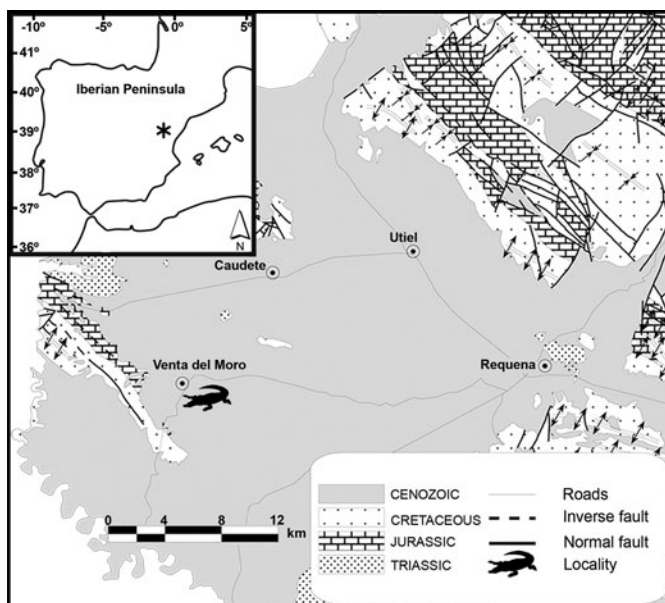 -10° -5° 0° 5°
41°
40°
39°
38°
37°
36°
Iberian Peninsula
*
N
Utiel
Caudete
Venta del Moro
Requena
0 4 8 12
km
CENOZOIC
CRETACEOUS
JURASSIC
TRIASSIC
Roads
Inverse fault
Normal fault
Locality